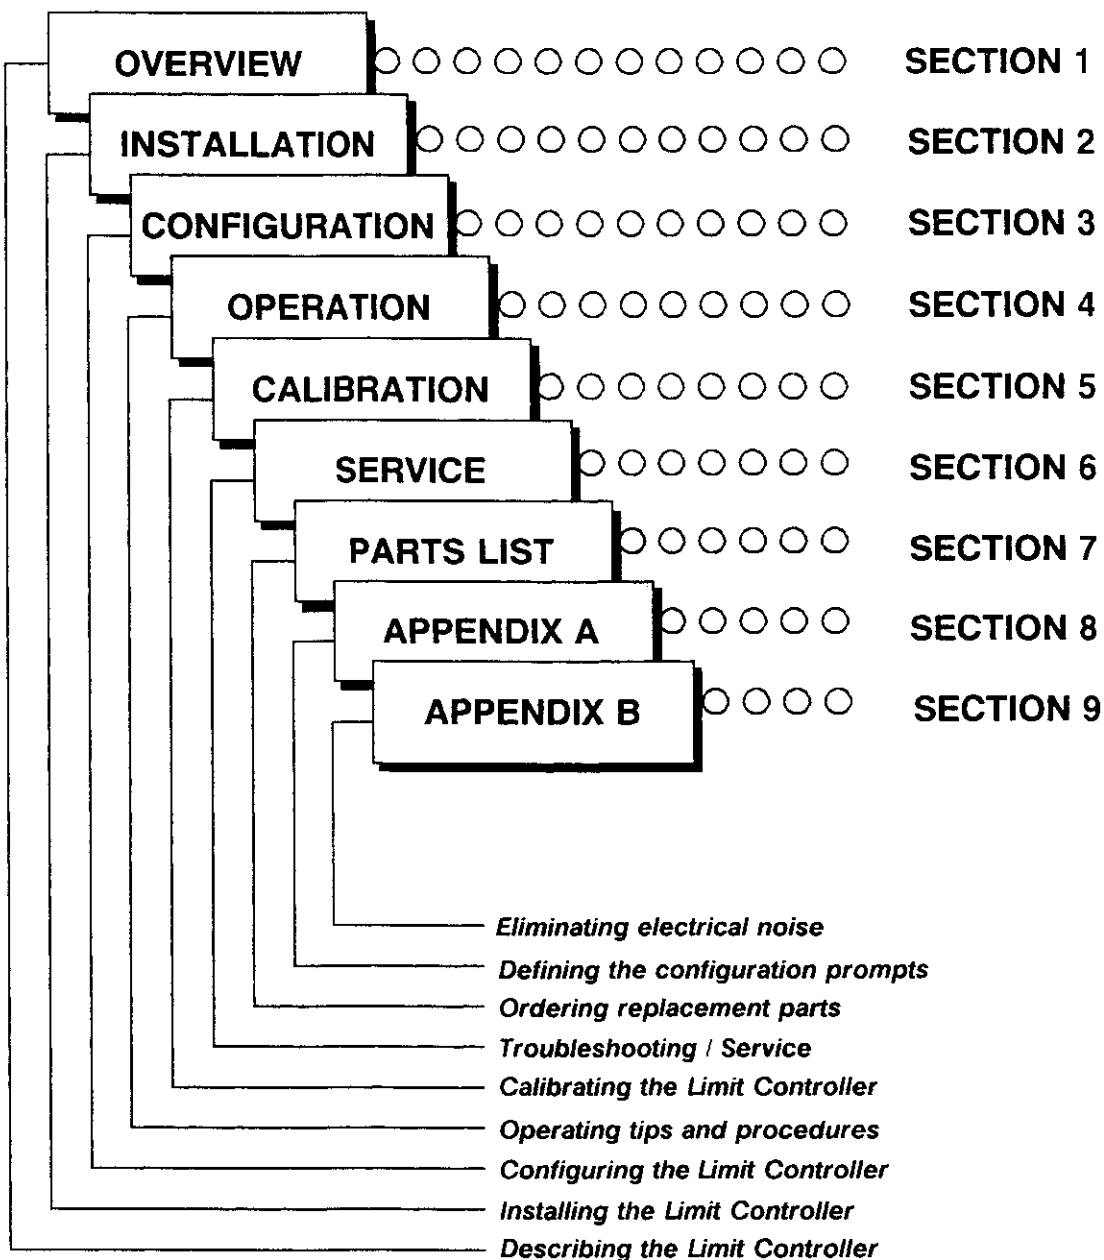 OVERVIEW SECTION 1
INSTALLATION SECTION 2
CONFIGURATION SECTION 3
OPERATION SECTION 4
CALIBRATION SECTION 5
SERVICE SECTION 6
PARTS LIST SECTION 7
APPENDIX A SECTION 8
APPENDIX B SECTION 9
Eliminating electrical noise
Defining the configuration prompts
Ordering replacement parts
Troubleshooting / Service
Calibrating the Limit Controller
Operating tips and procedures
Configuring the Limit Controller
Installing the Limit Controller
Describing the Limit Controller